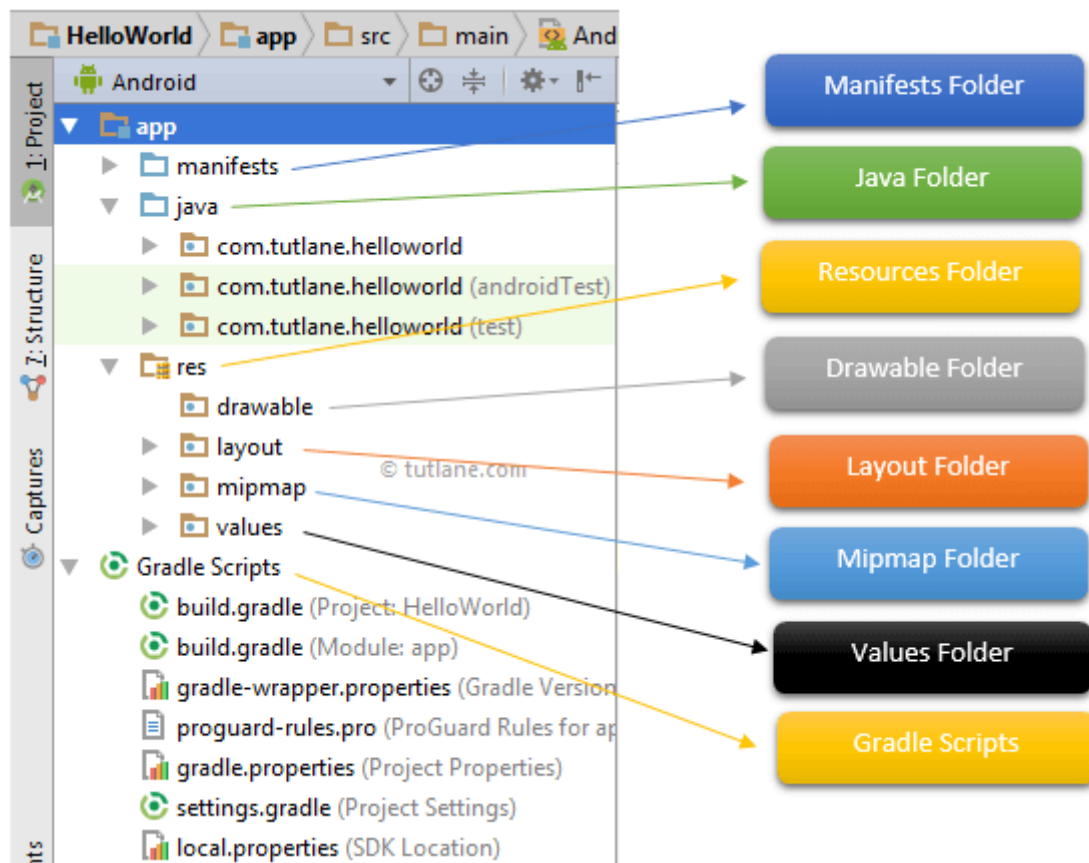 HelloWorld app src main And
Android
1: Project
7: Structure
Captures
app
manifests
java
com.tutlane.helloworld
com.tutlane.helloworld (androidTest)
com.tutlane.helloworld (test)
res
drawable
layout
© tutlane.com
mipmap
values
Gradle Scripts
build.gradle (Project: HelloWorld)
build.gradle (Module: app)
gradle-wrapper.properties (Gradle Version
proguard-rules.pro (ProGuard Rules for ap
gradle.properties (Project Properties)
settings.gradle (Project Settings)
local.properties (SDK Location)
Manifests Folder
Java Folder
Resources Folder
Drawable Folder
Layout Folder
Mipmap Folder
Values Folder
Gradle Scripts